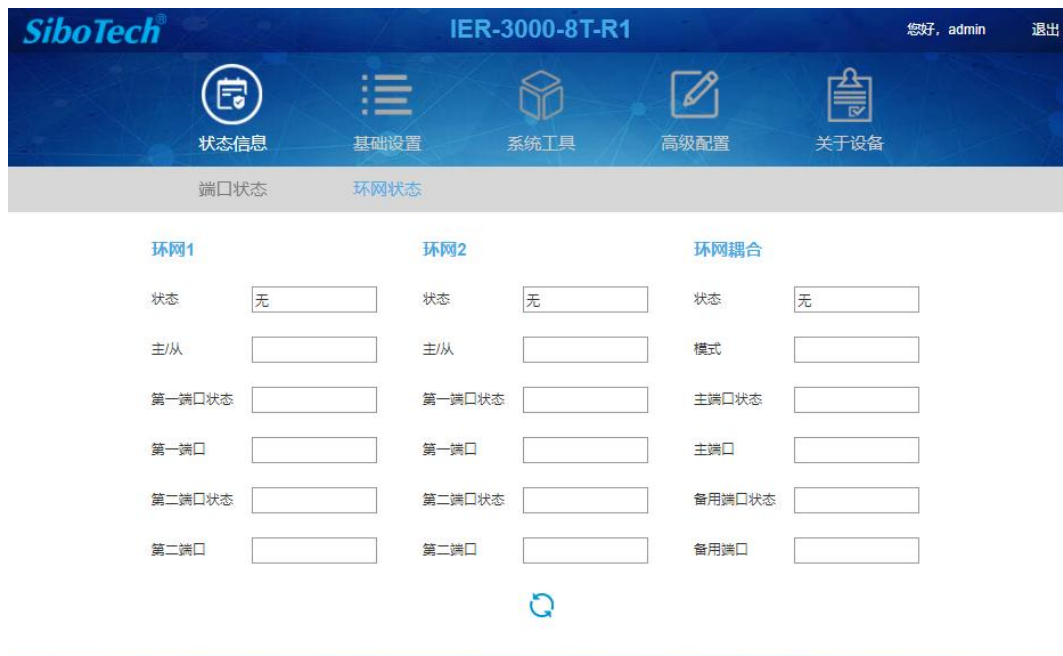 SiboTech®
IER-3000-8T-R1
您好，admin
退出
状态信息
基础设置
系统工具
高级配置
关于设备
端口状态
环网状态
环网1
环网2
环网耦合
状态 无
状态 无
状态 无
主/从
主/从
模式
第一端口状态
第一端口状态
主端口状态
第一端口
第一端口
主端口
第二端口状态
第二端口状态
备用端口状态
第二端口
第二端口
备用端口